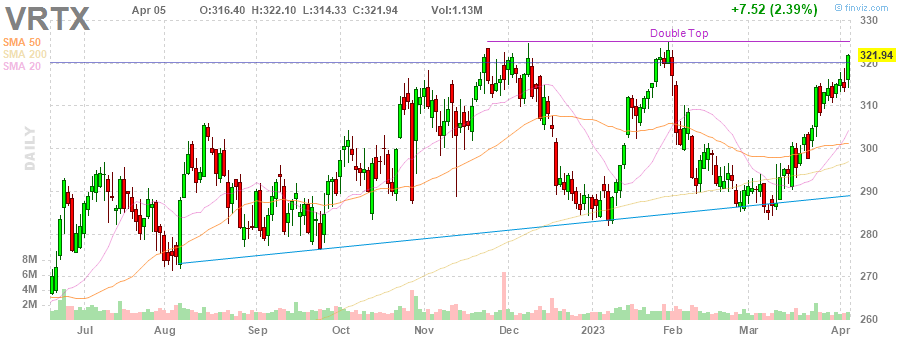 VRTX Apr 05 O:316.40 H:322.10 L:314.33 C:321.94 Vol:1.13M +7.52 (2.39%) © finviz.com
SMA 50
SMA 200
SMA 20
Double Top
DAILY
330
321.94
320
310
300
290
280
270
260
8M
6M
4M
2M
Jul Aug Sep Oct Nov Dec 2023 Feb Mar Apr